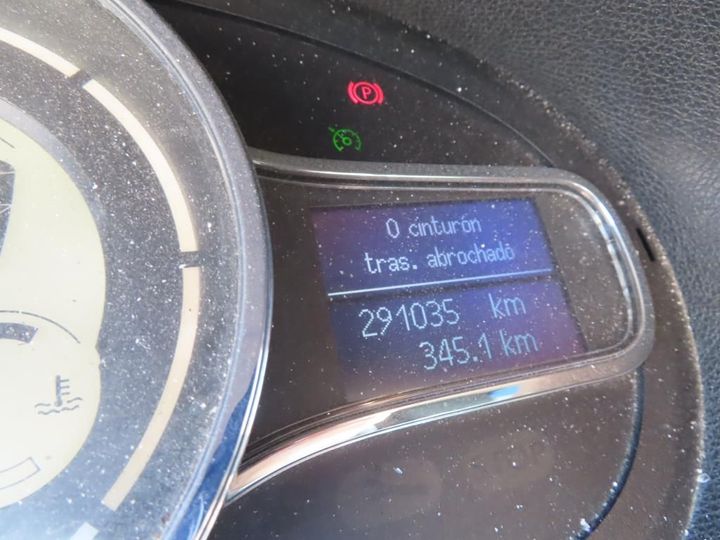 P
0 cinturón
tras. abrochado
291035 km
345.1 km